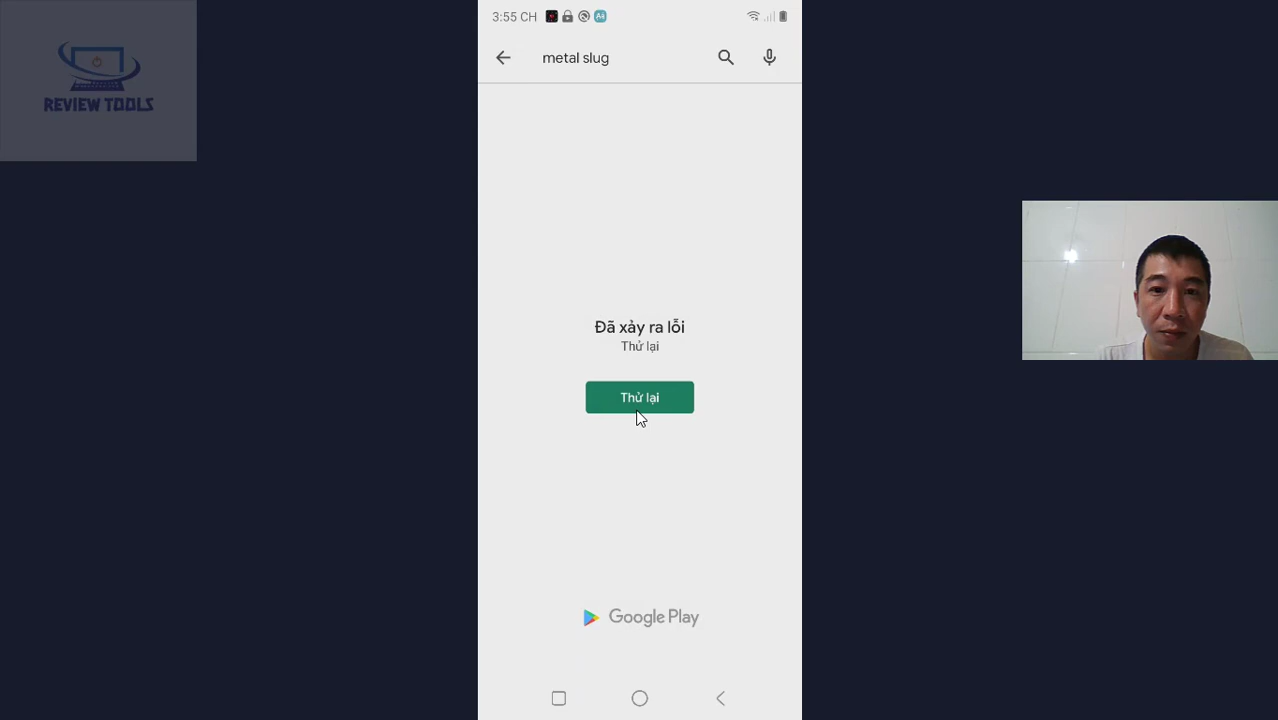 3:55 CH
metal slug
REVIEW TOOLS
Đã xảy ra lỗi
Thử lại
Thử lại
Google Play